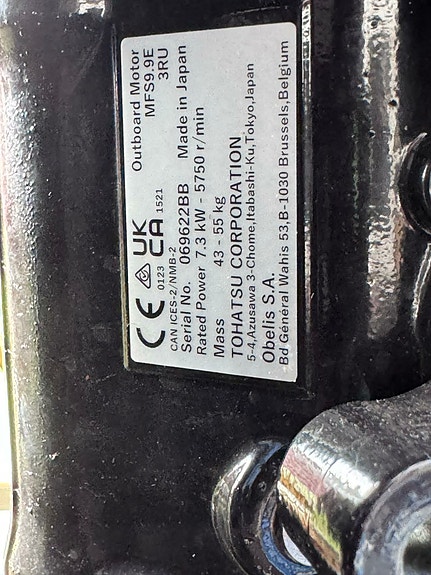 CE UKCA Outboard Motor
0123 1521 MFS9.9E
CAN ICES-2/NMB-2 3RU
Serial No. 069622BB Made in Japan
Rated Power 7.3 kW - 5750 r/min
Mass 43 - 55 kg
TOHATSU CORPORATION
5-4,Azusawa 3-Chome,Itabashi-Ku,Tokyo,Japan
Obelis S.A.
Bd Général Wahis 53,B-1030 Brussels,Belgium